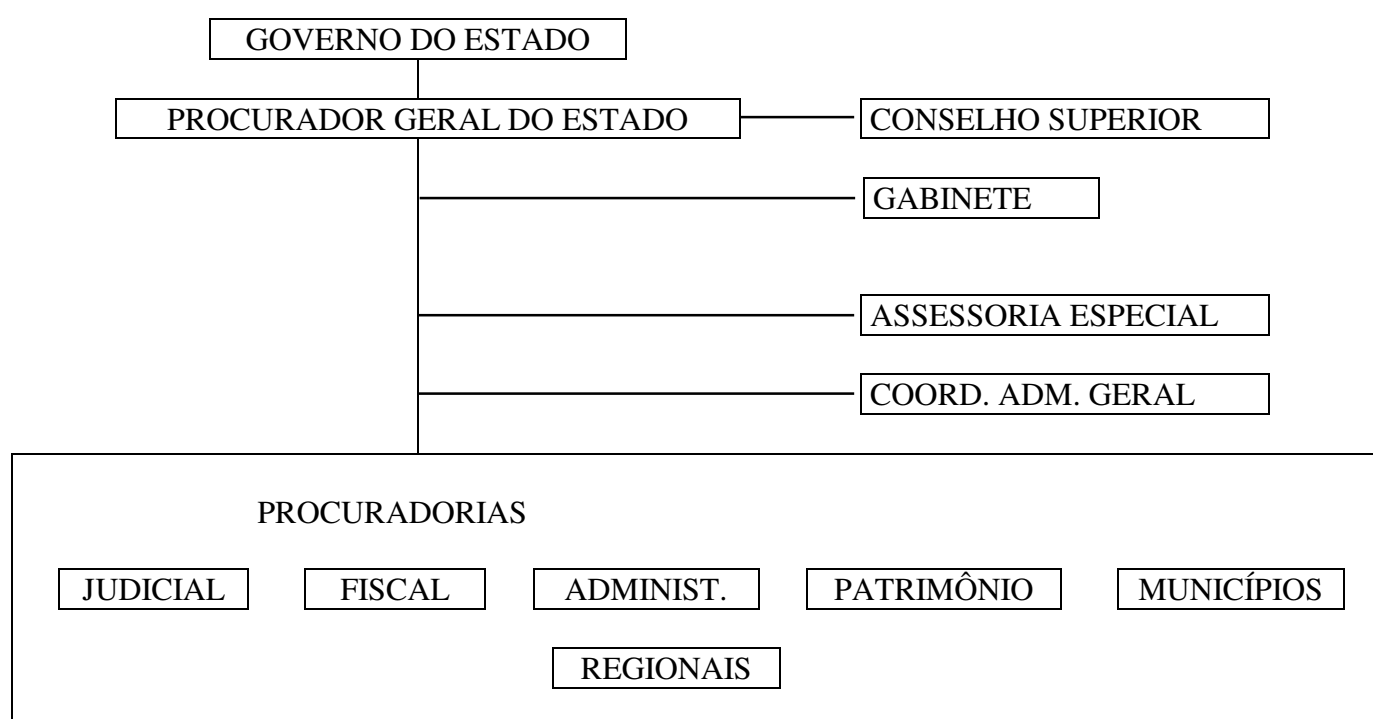 GOVERNO DO ESTADO
PROCURADOR GERAL DO ESTADO
CONSELHO SUPERIOR
GABINETE
ASSESSORIA ESPECIAL
COORD. ADM. GERAL
PROCURADORIAS
JUDICIAL
FISCAL
ADMINIST.
PATRIMÔNIO
MUNICÍPIOS
REGIONAIS